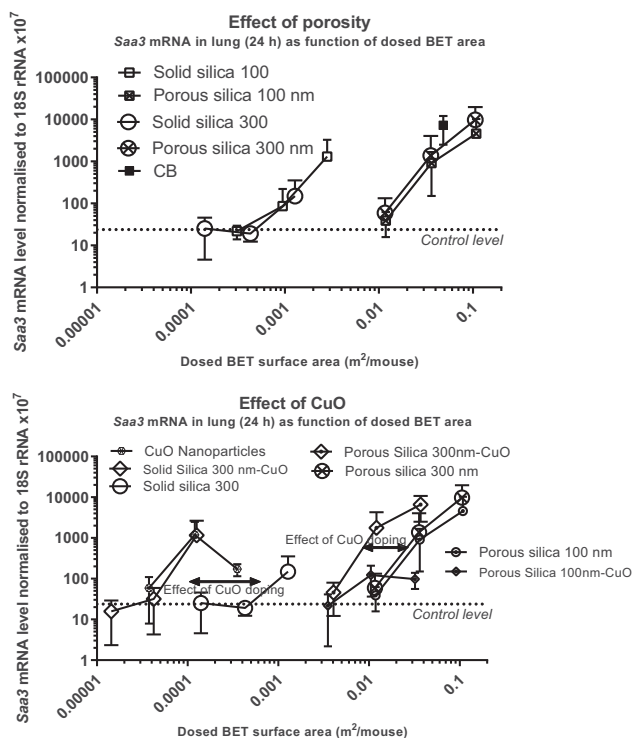 Effect of porosity
Saa3 mRNA in lung (24 h) as function of dosed BET area
Saa3 mRNA level normalised to 18S rRNA x10⁷
100000
10000
1000
100
10
1
Solid silica 100
Porous silica 100 nm
Solid silica 300
Porous silica 300 nm
CB
Control level
0.00001
0.0001
0.001
0.01
0.1
Dosed BET surface area (m²/mouse)
Effect of CuO
Saa3 mRNA in lung (24 h) as function of dosed BET area
Saa3 mRNA level normalised to 18S rRNA x10⁷
100000
10000
1000
100
10
1
CuO Nanoparticles
Solid Silica 300 nm-CuO
Solid silica 300
Porous Silica 300nm-CuO
Porous silica 300 nm
Effect of CuO doping
Porous silica 100 nm
Porous Silica 100nm-CuO
Effect of CuO doping
Control level
0.00001
0.0001
0.001
0.01
0.1
Dosed BET surface area (m²/mouse)